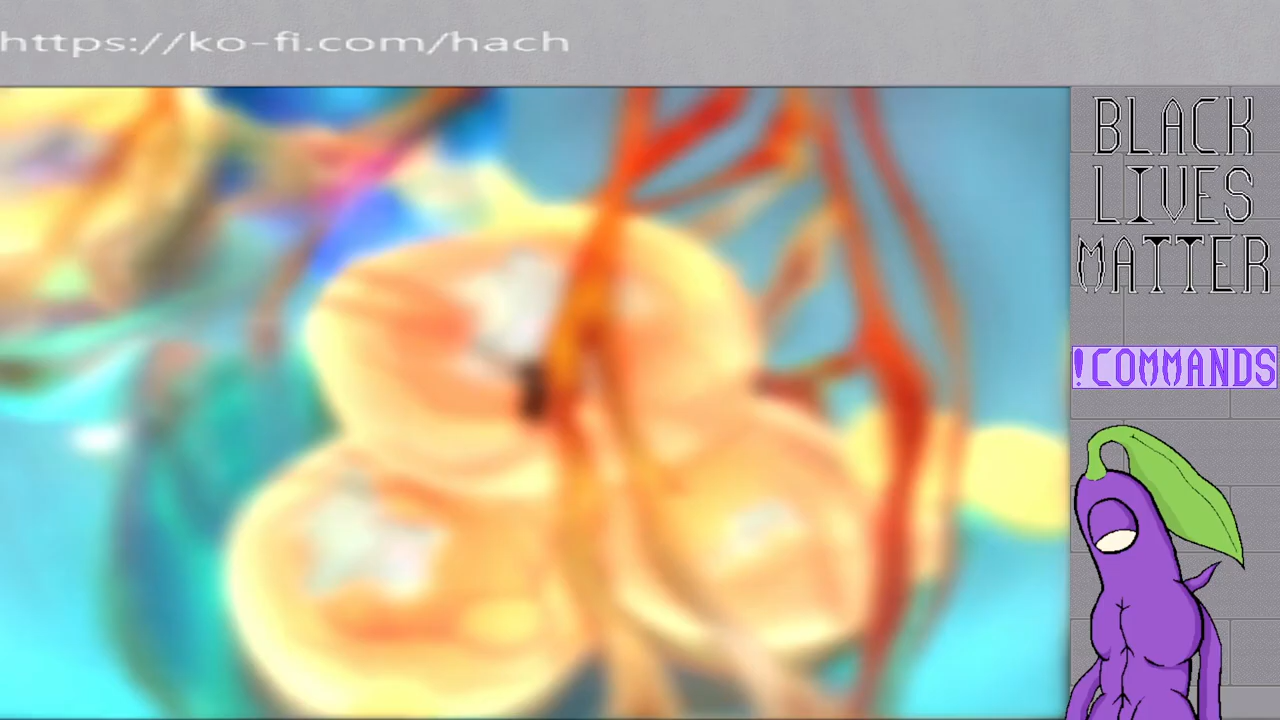 https://ko-fi.com/hach
BLACK
LIVES
MATTER
!COMMANDS